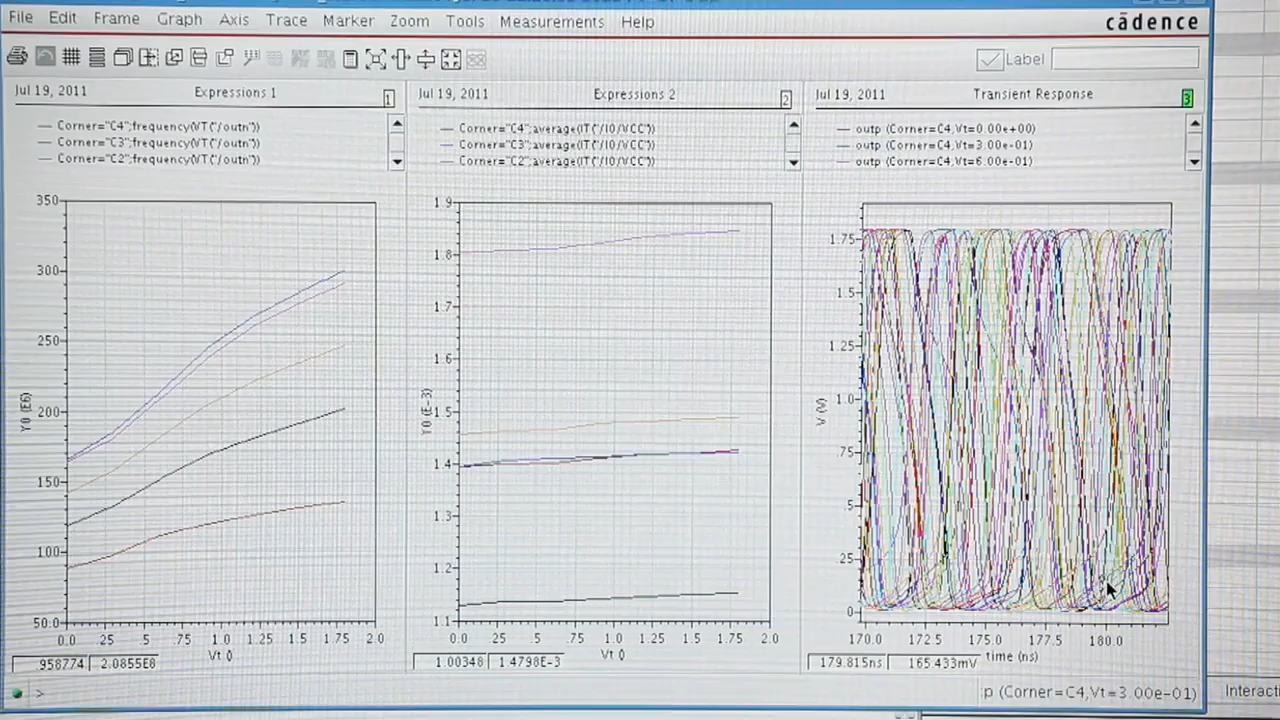 File Edit Frame Graph Axis Trace Marker Zoom Tools Measurements Help
cādence
Label
Jul 19, 2011 Expressions 1 1
Corner="C4";frequency(VT("/outn"))
Corner="C3";frequency(VT("/outn"))
Corner="C2";frequency(VT("/outn"))
350
300
250
200
150
100
50.0
Y0 (E6)
0.0 .25 .5 .75 1.0 1.25 1.5 1.75 2.0
Vt ()
958774 2.0855E8
Jul 19, 2011 Expressions 2 2
Corner="C4";average(IT("/I0/VCC"))
Corner="C3";average(IT("/I0/VCC"))
Corner="C2";average(IT("/I0/VCC"))
1.9
1.8
1.7
1.6
1.5
1.4
1.3
1.2
1.1
Y0 (E-3)
0.0 .25 .5 .75 1.0 1.25 1.5 1.75 2.0
Vt ()
1.00348 1.4798E-3
Jul 19, 2011 Transient Response 3
outp (Corner=C4,Vt=0.00e+00)
outp (Corner=C4,Vt=3.00e-01)
outp (Corner=C4,Vt=6.00e-01)
1.75
1.5
1.25
1.0
.75
.5
.25
0
V (V)
170.0 172.5 175.0 177.5 180.0
time (ns)
179.815ns 165.433mV
>
p (Corner=C4,Vt=3.00e-01)